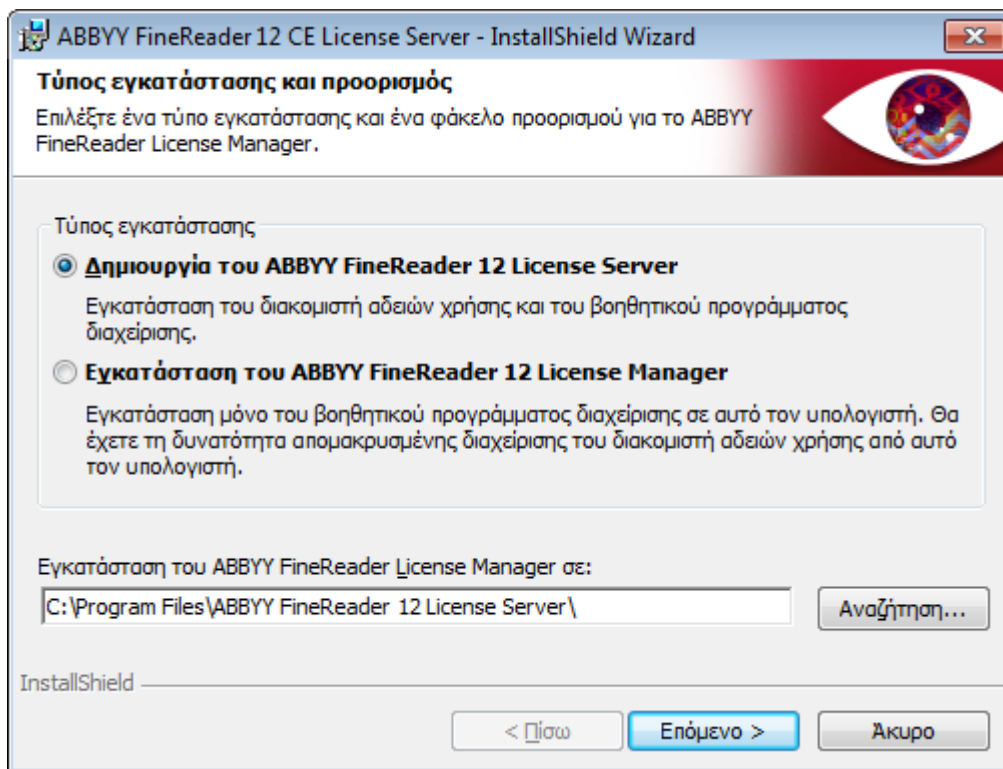 ABBYY FineReader 12 CE License Server - InstallShield Wizard
Τύπος εγκατάστασης και προορισμός
Επιλέξτε ένα τύπο εγκατάστασης και ένα φάκελο προορισμού για το ABBYY
FineReader License Manager.
Τύπος εγκατάστασης
Δημιουργία του ABBYY FineReader 12 License Server
Εγκατάσταση του διακομιστή αδειών χρήσης και του βοηθητικού προγράμματος
διαχείρισης.
Εγκατάσταση του ABBYY FineReader 12 License Manager
Εγκατάσταση μόνο του βοηθητικού προγράμματος διαχείρισης σε αυτό τον υπολογιστή. Θα
έχετε τη δυνατότητα απομακρυσμένης διαχείρισης του διακομιστή αδειών χρήσης από αυτό
τον υπολογιστή.
Εγκατάσταση του ABBYY FineReader License Manager σε:
C:\Program Files\ABBYY FineReader 12 License Server\
Αναζήτηση...
InstallShield
< Πίσω
Επόμενο >
Άκυρο